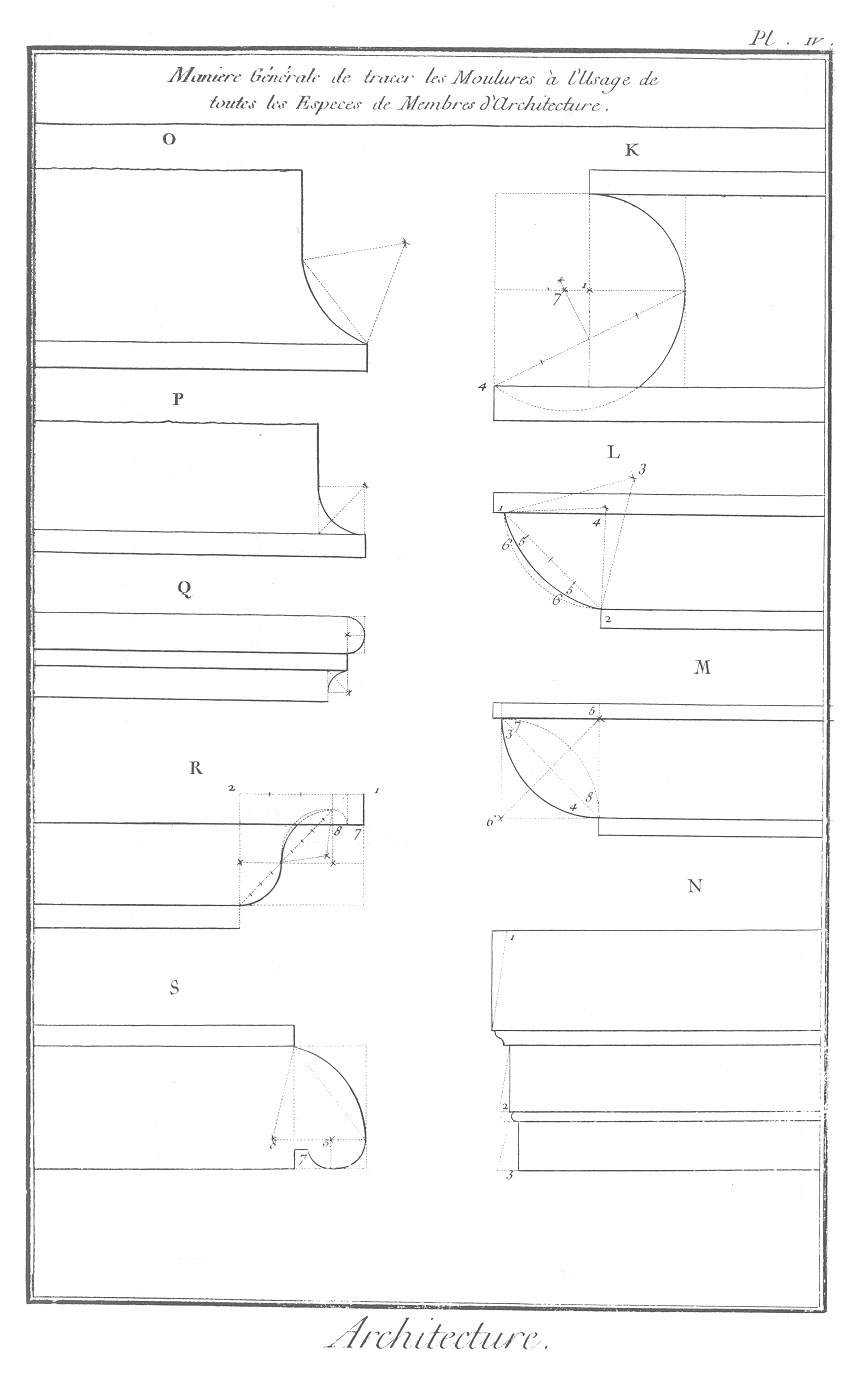 Pl. IV.
Maniere Générale de tracer les Moulures à l'Usage de
toutes les Especes de Membres d'Architecture.
O
K
1
7
4
P
L
3
1
4
6 5
5
6
2
Q
M
5
3 7
4 8
6
R
2
1
8 7
N
1
2
3
S
8 5
7
Architecture.